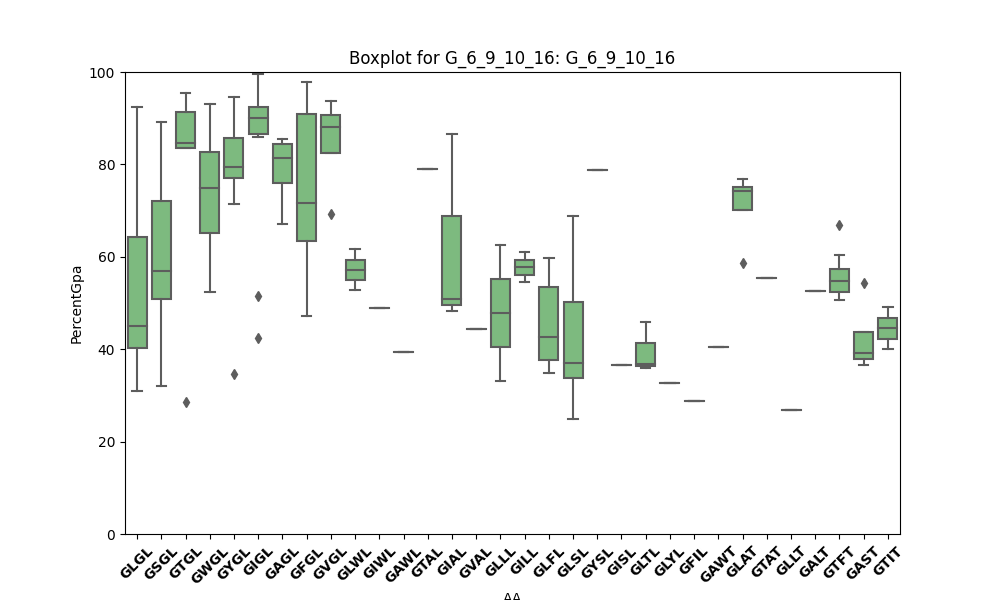 Boxplot for G_6_9_10_16: G_6_9_10_16
PercentGpa
100
80
60
40
20
0
GLGL GSGL GTGL GWGL GYGL GIGL GAGL GFGL GVGL GLWL GIWL GAWL GTAL GIAL GVAL GLLL GILL GLFL GLSL GYSL GISL GLTL GLYL GFIL GAWT GLAT GTAT GLLT GALT GTFT GAST GTIT
AA